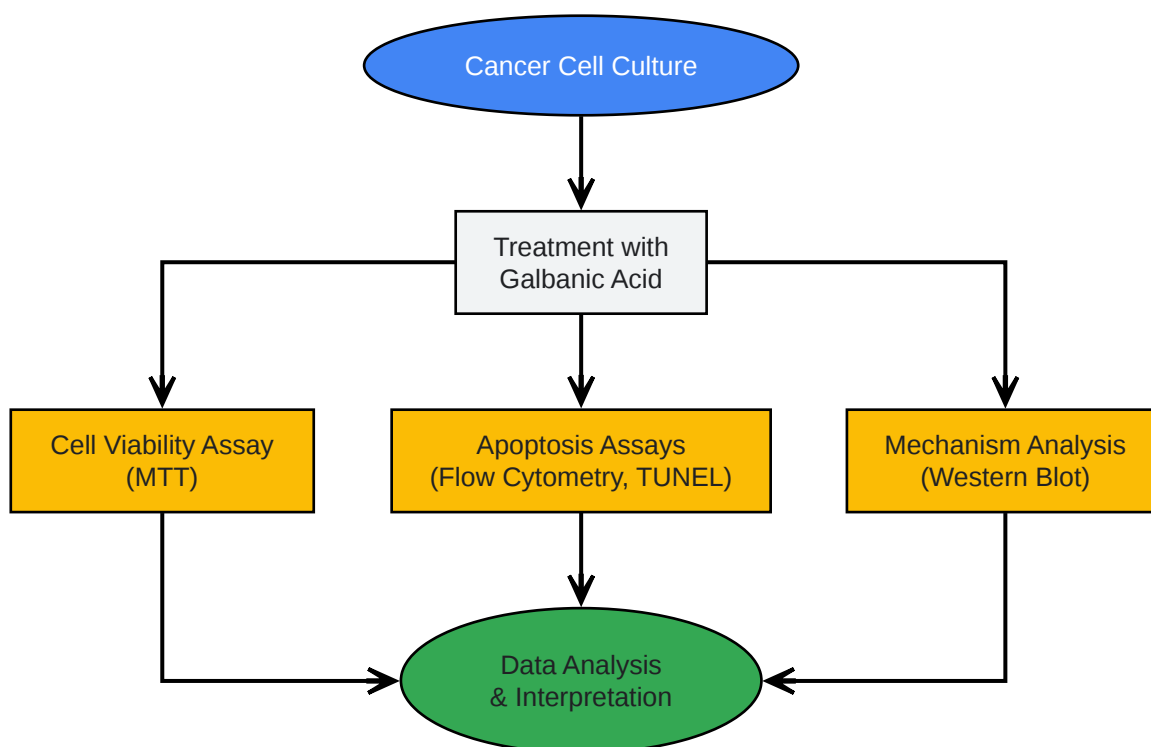 Cancer Cell Culture
Treatment with
Galbanic Acid
Cell Viability Assay
(MTT)
Apoptosis Assays
(Flow Cytometry, TUNEL)
Mechanism Analysis
(Western Blot)
Data Analysis
& Interpretation